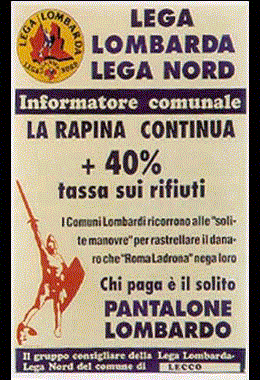 LEGA LOMBARDA
LEGA NORD
LEGA
LOMBARDA
LEGA NORD
Informatore comunale
LA RAPINA CONTINUA
+ 40%
tassa sui rifiuti
I Comuni Lombardi ricorrono alle "soli-
te manovre" per rastrellare il dana-
ro che "Roma Ladrona" nega loro
Chi paga è il solito
PANTALONE
LOMBARDO
Il gruppo consigliare della Lega Lombarda-
Lega Nord del comune di LECCO